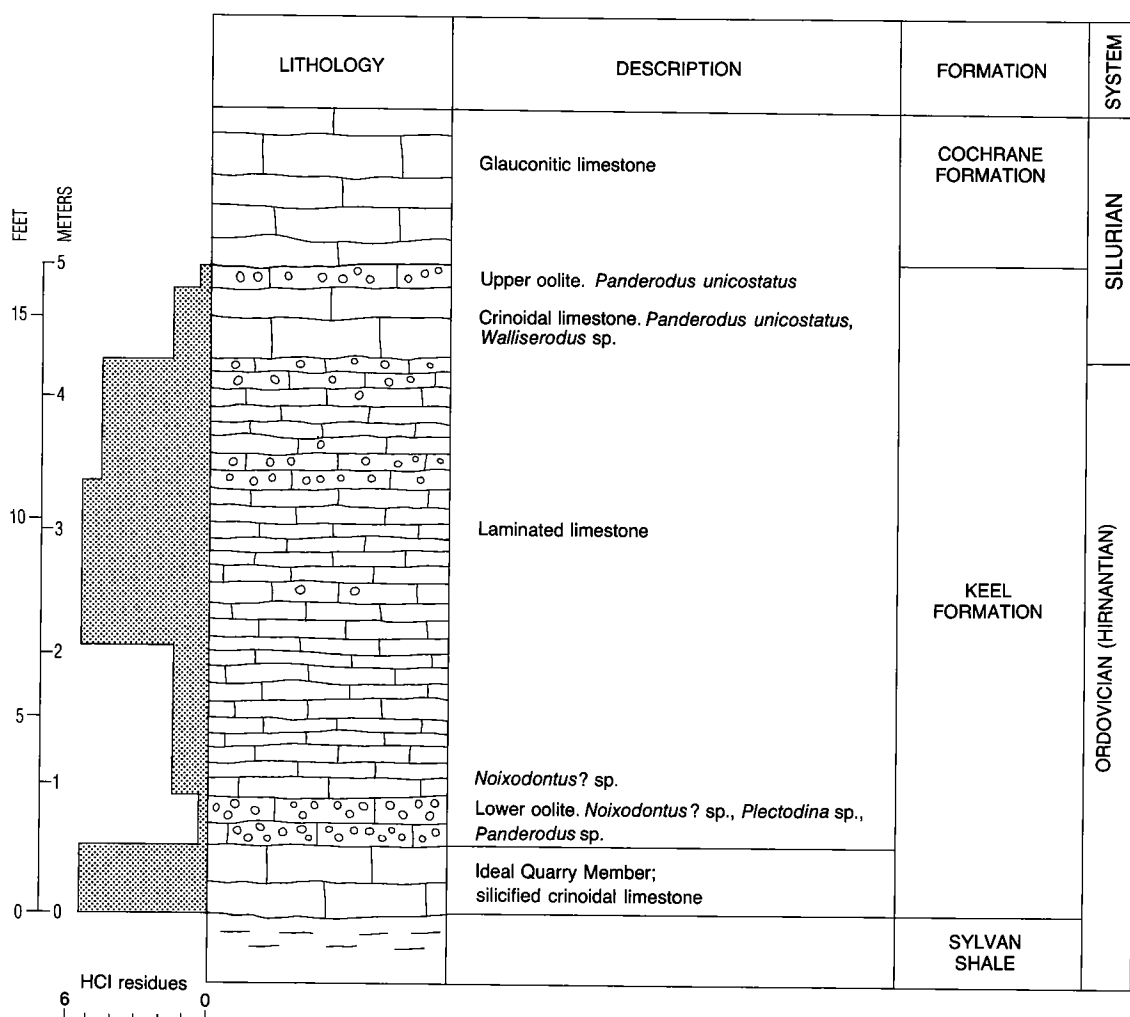 LITHOLOGY
DESCRIPTION
FORMATION
SYSTEM
FEET
METERS
Glauconitic limestone
COCHRANE
FORMATION
SILURIAN
5
Upper oolite. Panderodus unicostatus
15
Crinoidal limestone. Panderodus unicostatus,
Walliserodus sp.
4
10
3
Laminated limestone
KEEL
FORMATION
ORDOVICIAN (HIRNANTIAN)
2
5
1
Noixodontus? sp.
Lower oolite. Noixodontus? sp., Plectodina sp.,
Panderodus sp.
Ideal Quarry Member;
silicified crinoidal limestone
0
0
SYLVAN
SHALE
HCl residues
6
0